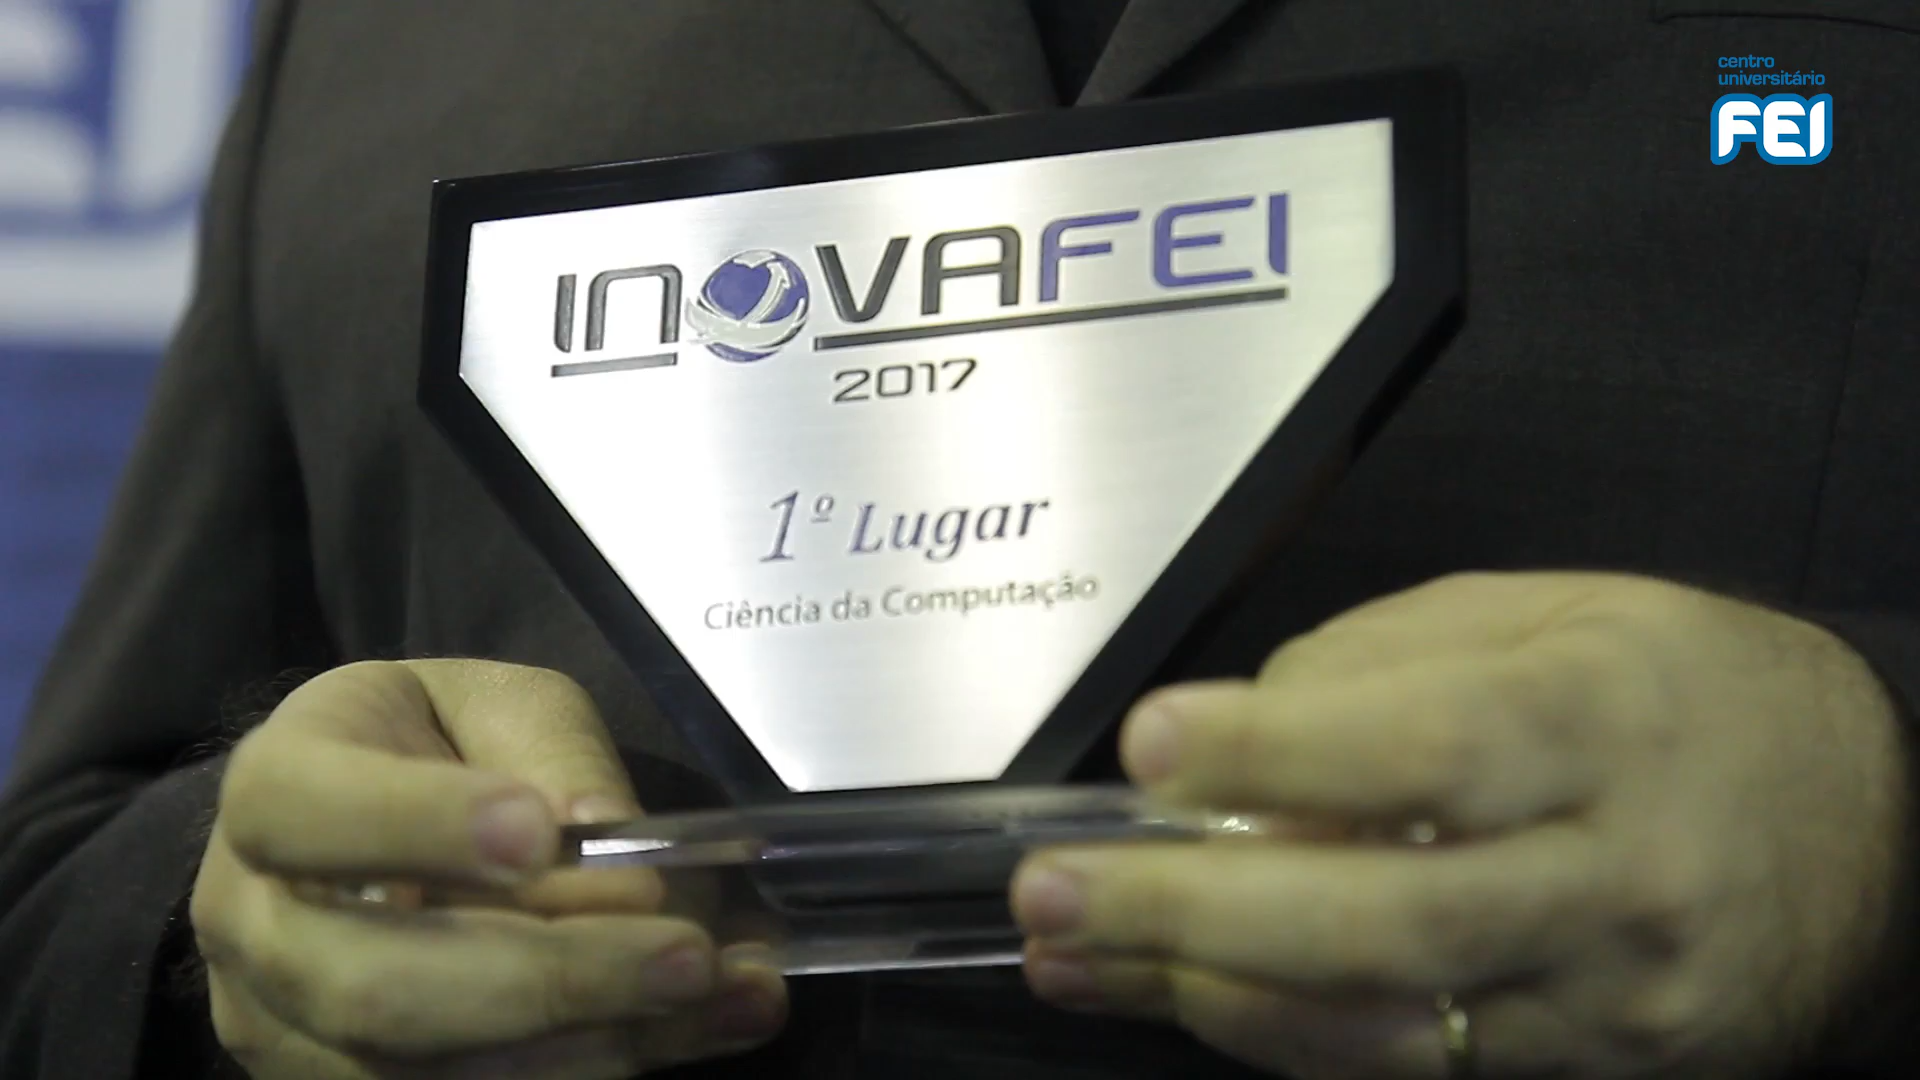 centro
universitário
FEI
INOVAFEI
2017
1º Lugar
Ciência da Computação